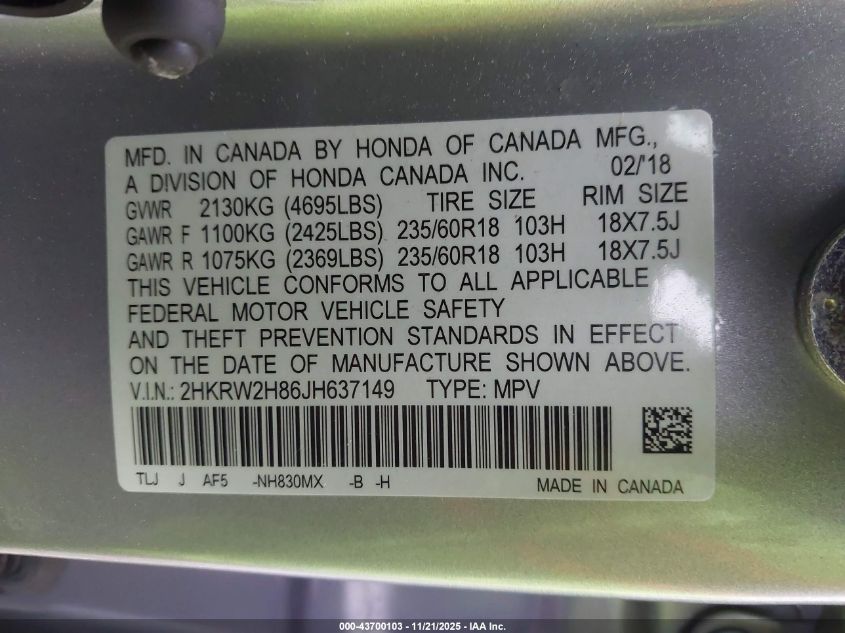 MFD. IN CANADA BY HONDA OF CANADA MFG.,
A DIVISION OF HONDA CANADA INC. 02/'18
GVWR 2130KG (4695LBS) TIRE SIZE RIM SIZE
GAWR F 1100KG (2425LBS) 235/60R18 103H 18X7.5J
GAWR R 1075KG (2369LBS) 235/60R18 103H 18X7.5J
THIS VEHICLE CONFORMS TO ALL APPLICABLE
FEDERAL MOTOR VEHICLE SAFETY
AND THEFT PREVENTION STANDARDS IN EFFECT
ON THE DATE OF MANUFACTURE SHOWN ABOVE.
V.I.N.: 2HKRW2H86JH637149 TYPE: MPV
TLJ J AF5 -NH830MX -B -H MADE IN CANADA
000-43700103 - 11/21/2025 - IAA Inc.